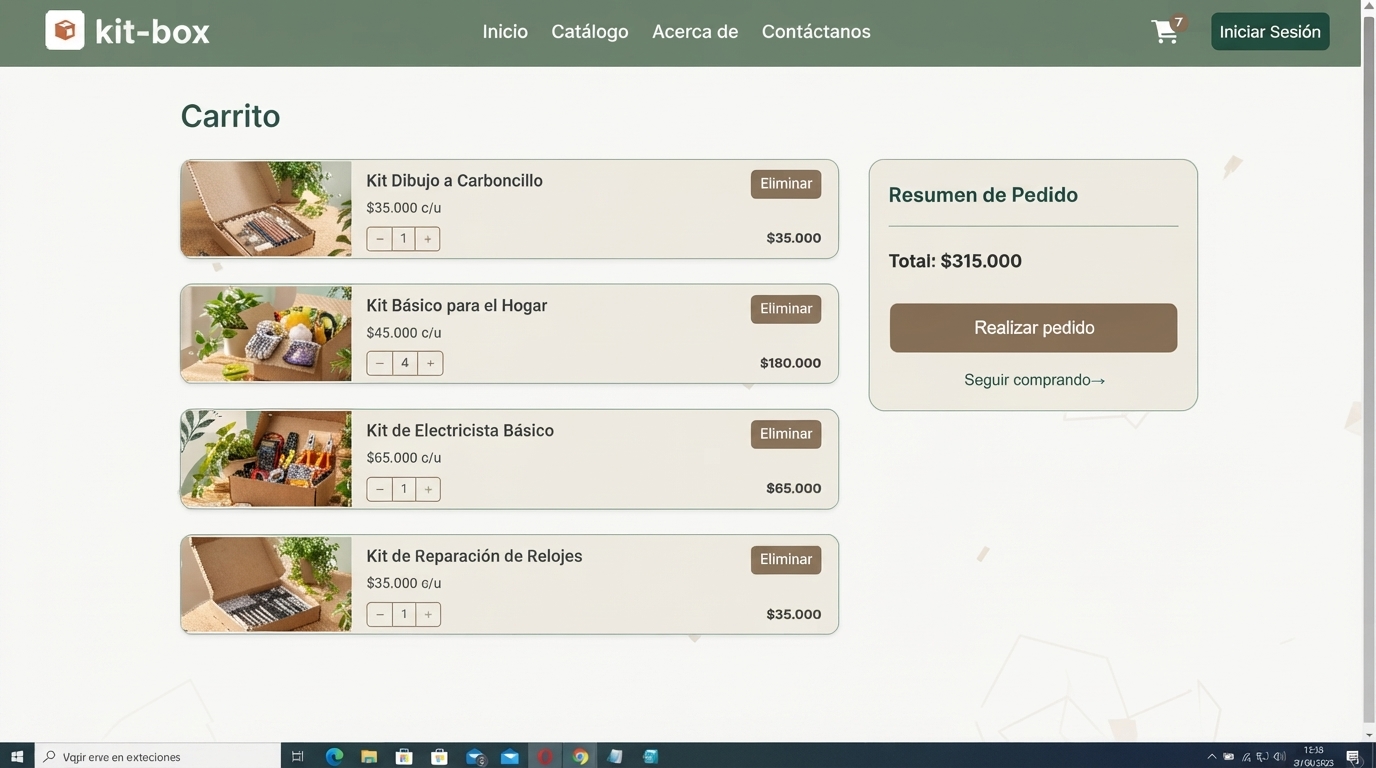 kit-box
Inicio Catálogo Acerca de Contáctanos
7
Iniciar Sesión
Carrito
Kit Dibujo a Carboncillo
Eliminar
$35.000 c/u
− 1 +
$35.000
Kit Básico para el Hogar
Eliminar
$45.000 c/u
− 4 +
$180.000
Kit de Electricista Básico
Eliminar
$65.000 c/u
− 1 +
$65.000
Kit de Reparación de Relojes
Eliminar
$35.000 c/u
− 1 +
$35.000
Resumen de Pedido
Total: $315.000
Realizar pedido
Seguir comprando→
erve en exteciones